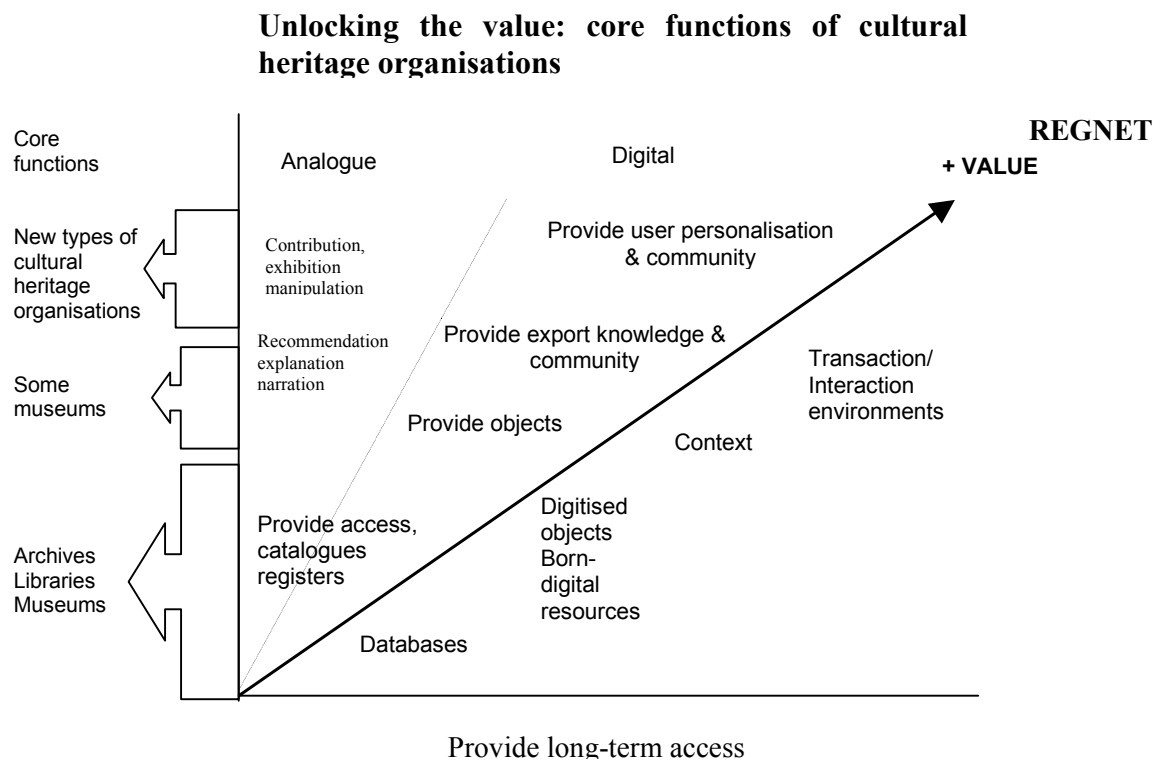 Unlocking the value: core functions of cultural
heritage organisations
REGNET
+ VALUE
Core
functions
Analogue
Digital
New types of
cultural
heritage
organisations
Contribution,
exhibition
manipulation
Provide user personalisation
& community
Recommendation
explanation
narration
Provide export knowledge &
community
Transaction/
Interaction
environments
Some
museums
Provide objects
Context
Archives
Libraries
Museums
Provide access,
catalogues
registers
Digitised
objects
Born-
digital
resources
Databases
Provide long-term access